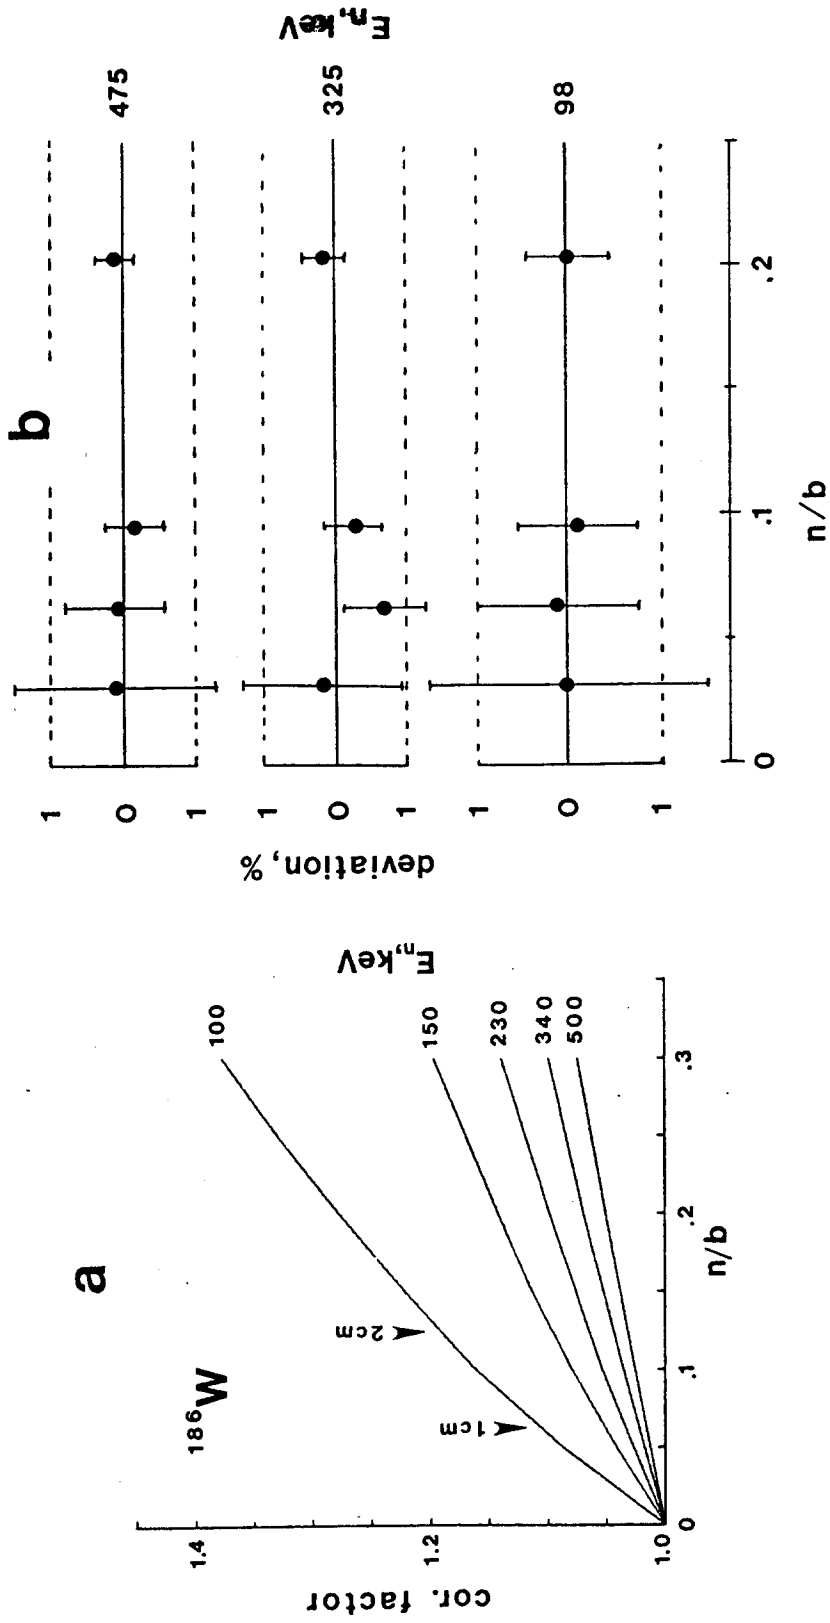 a
186W
cor. factor
1.4
1.2
1.0
0
.1
.2
.3
n/b
1cm
2cm
En, keV
100
150
230
340
500
b
deviation, %
1
0
1
1
0
1
1
0
1
0
.1
.2
n/b
En, keV
475
325
98